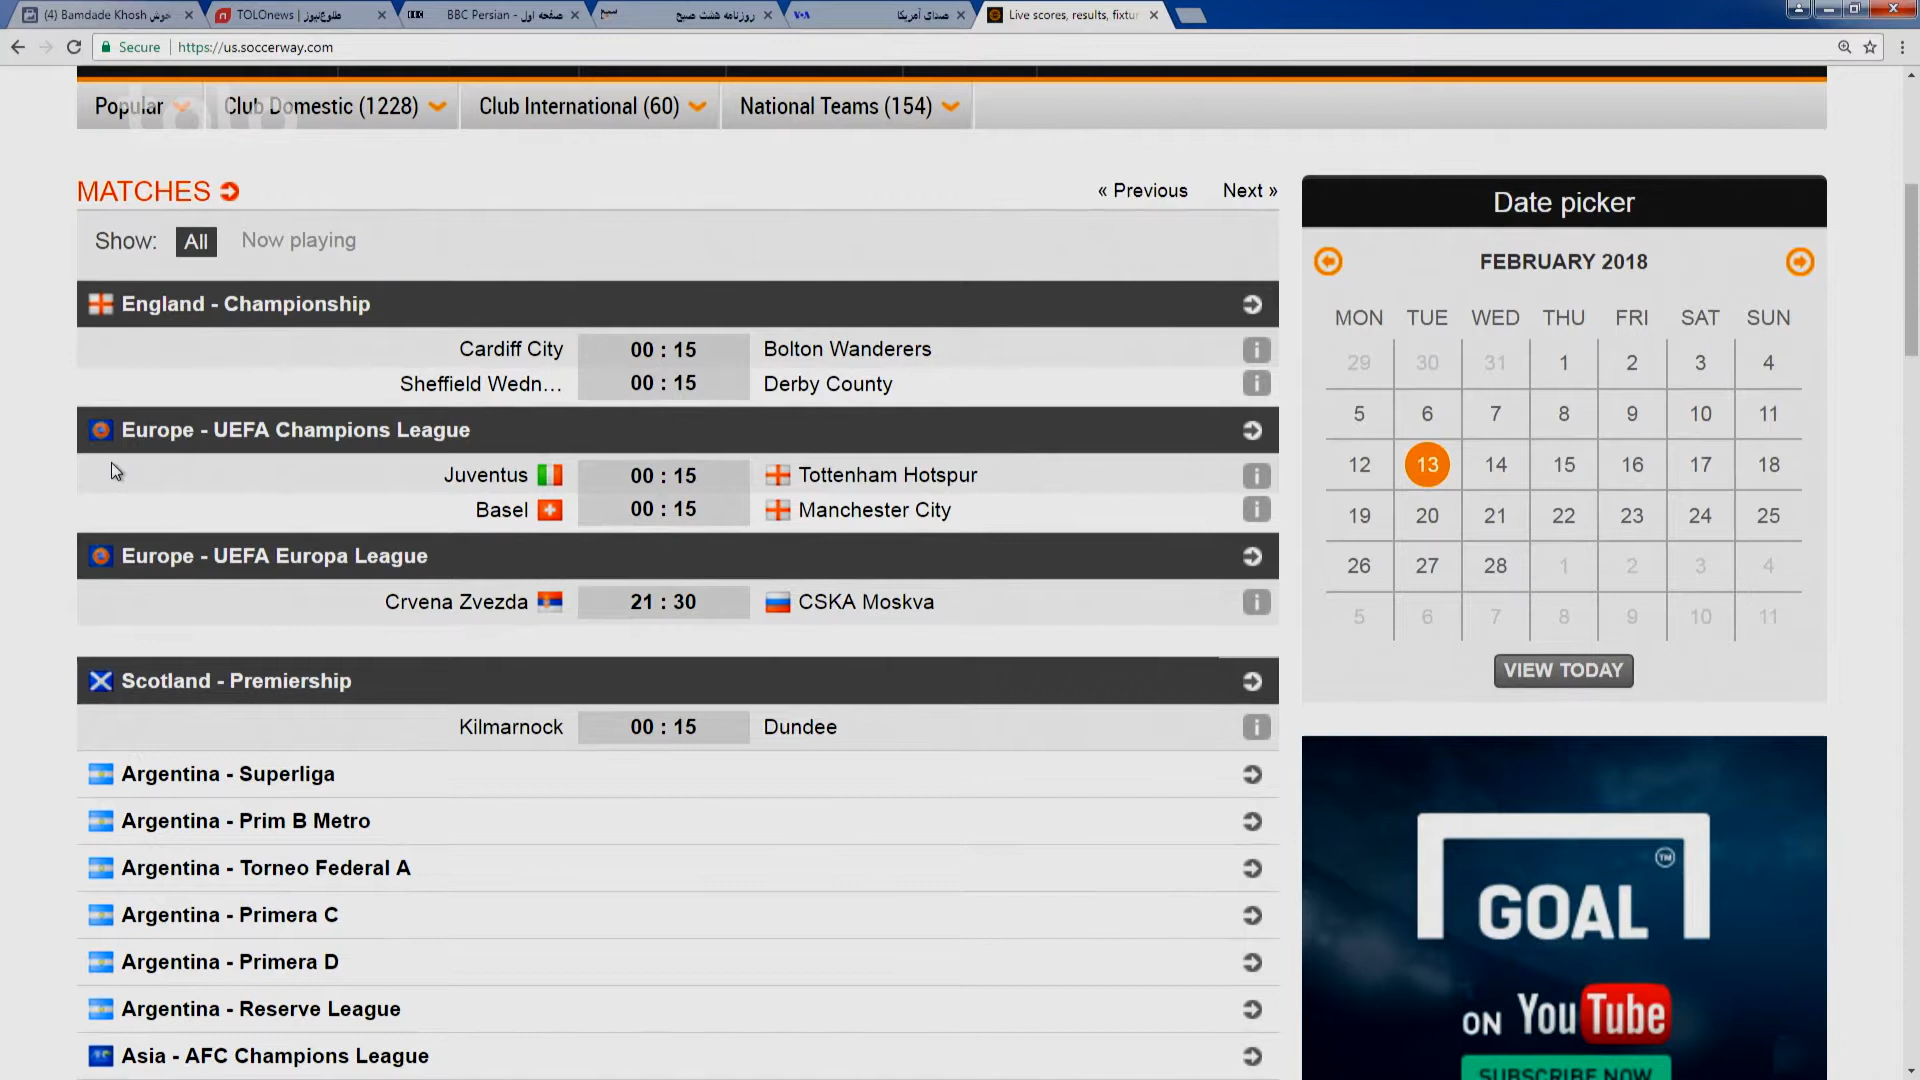 (4) Bamdade Khosh خوش
TOLOnews | طلوع‌نیوز
BBC Persian - صفحه اول
روزنامه هشت صبح
VOA صدای آمریکا
Live scores, results, fixtur
Secure https://us.soccerway.com
Popular Club Domestic (1228) Club International (60) National Teams (154)
MATCHES
« Previous Next »
Show: All Now playing
England - Championship
Cardiff City 00 : 15 Bolton Wanderers
Sheffield Wedn... 00 : 15 Derby County
Europe - UEFA Champions League
Juventus 00 : 15 Tottenham Hotspur
Basel 00 : 15 Manchester City
Europe - UEFA Europa League
Crvena Zvezda 21 : 30 CSKA Moskva
Scotland - Premiership
Kilmarnock 00 : 15 Dundee
Argentina - Superliga
Argentina - Prim B Metro
Argentina - Torneo Federal A
Argentina - Primera C
Argentina - Primera D
Argentina - Reserve League
Asia - AFC Champions League
Date picker
FEBRUARY 2018
MON TUE WED THU FRI SAT SUN
29 30 31 1 2 3 4
5 6 7 8 9 10 11
12 13 14 15 16 17 18
19 20 21 22 23 24 25
26 27 28 1 2 3 4
5 6 7 8 9 10 11
VIEW TODAY
TM
GOAL
ON YouTube
SUBSCRIBE NOW